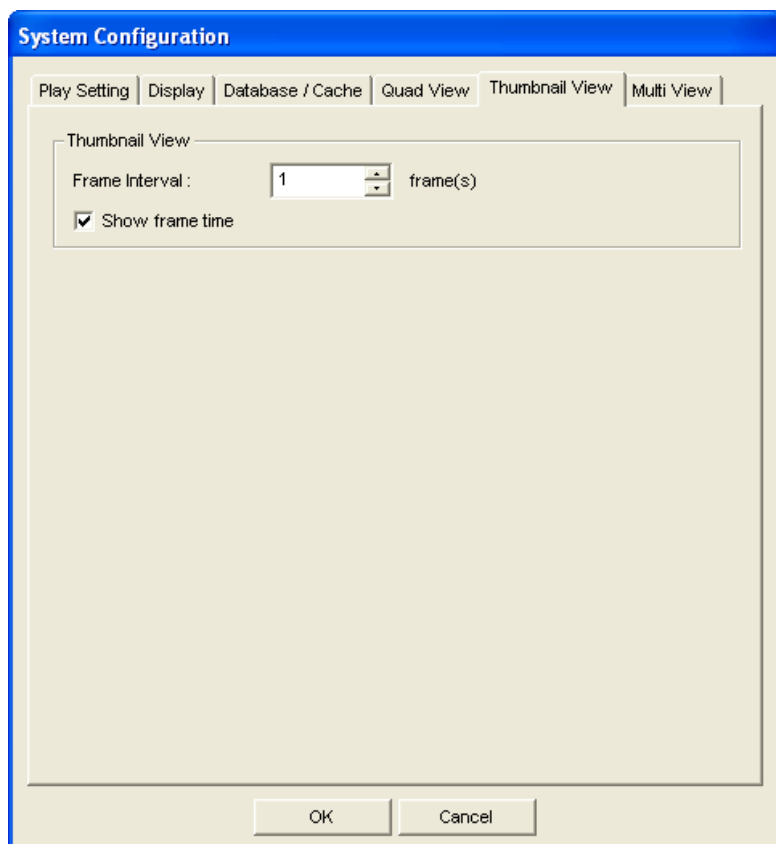 System Configuration
Play Setting Display Database / Cache Quad View Thumbnail View Multi View
Thumbnail View
Frame Interval : 1 frame(s)
Show frame time
OK Cancel